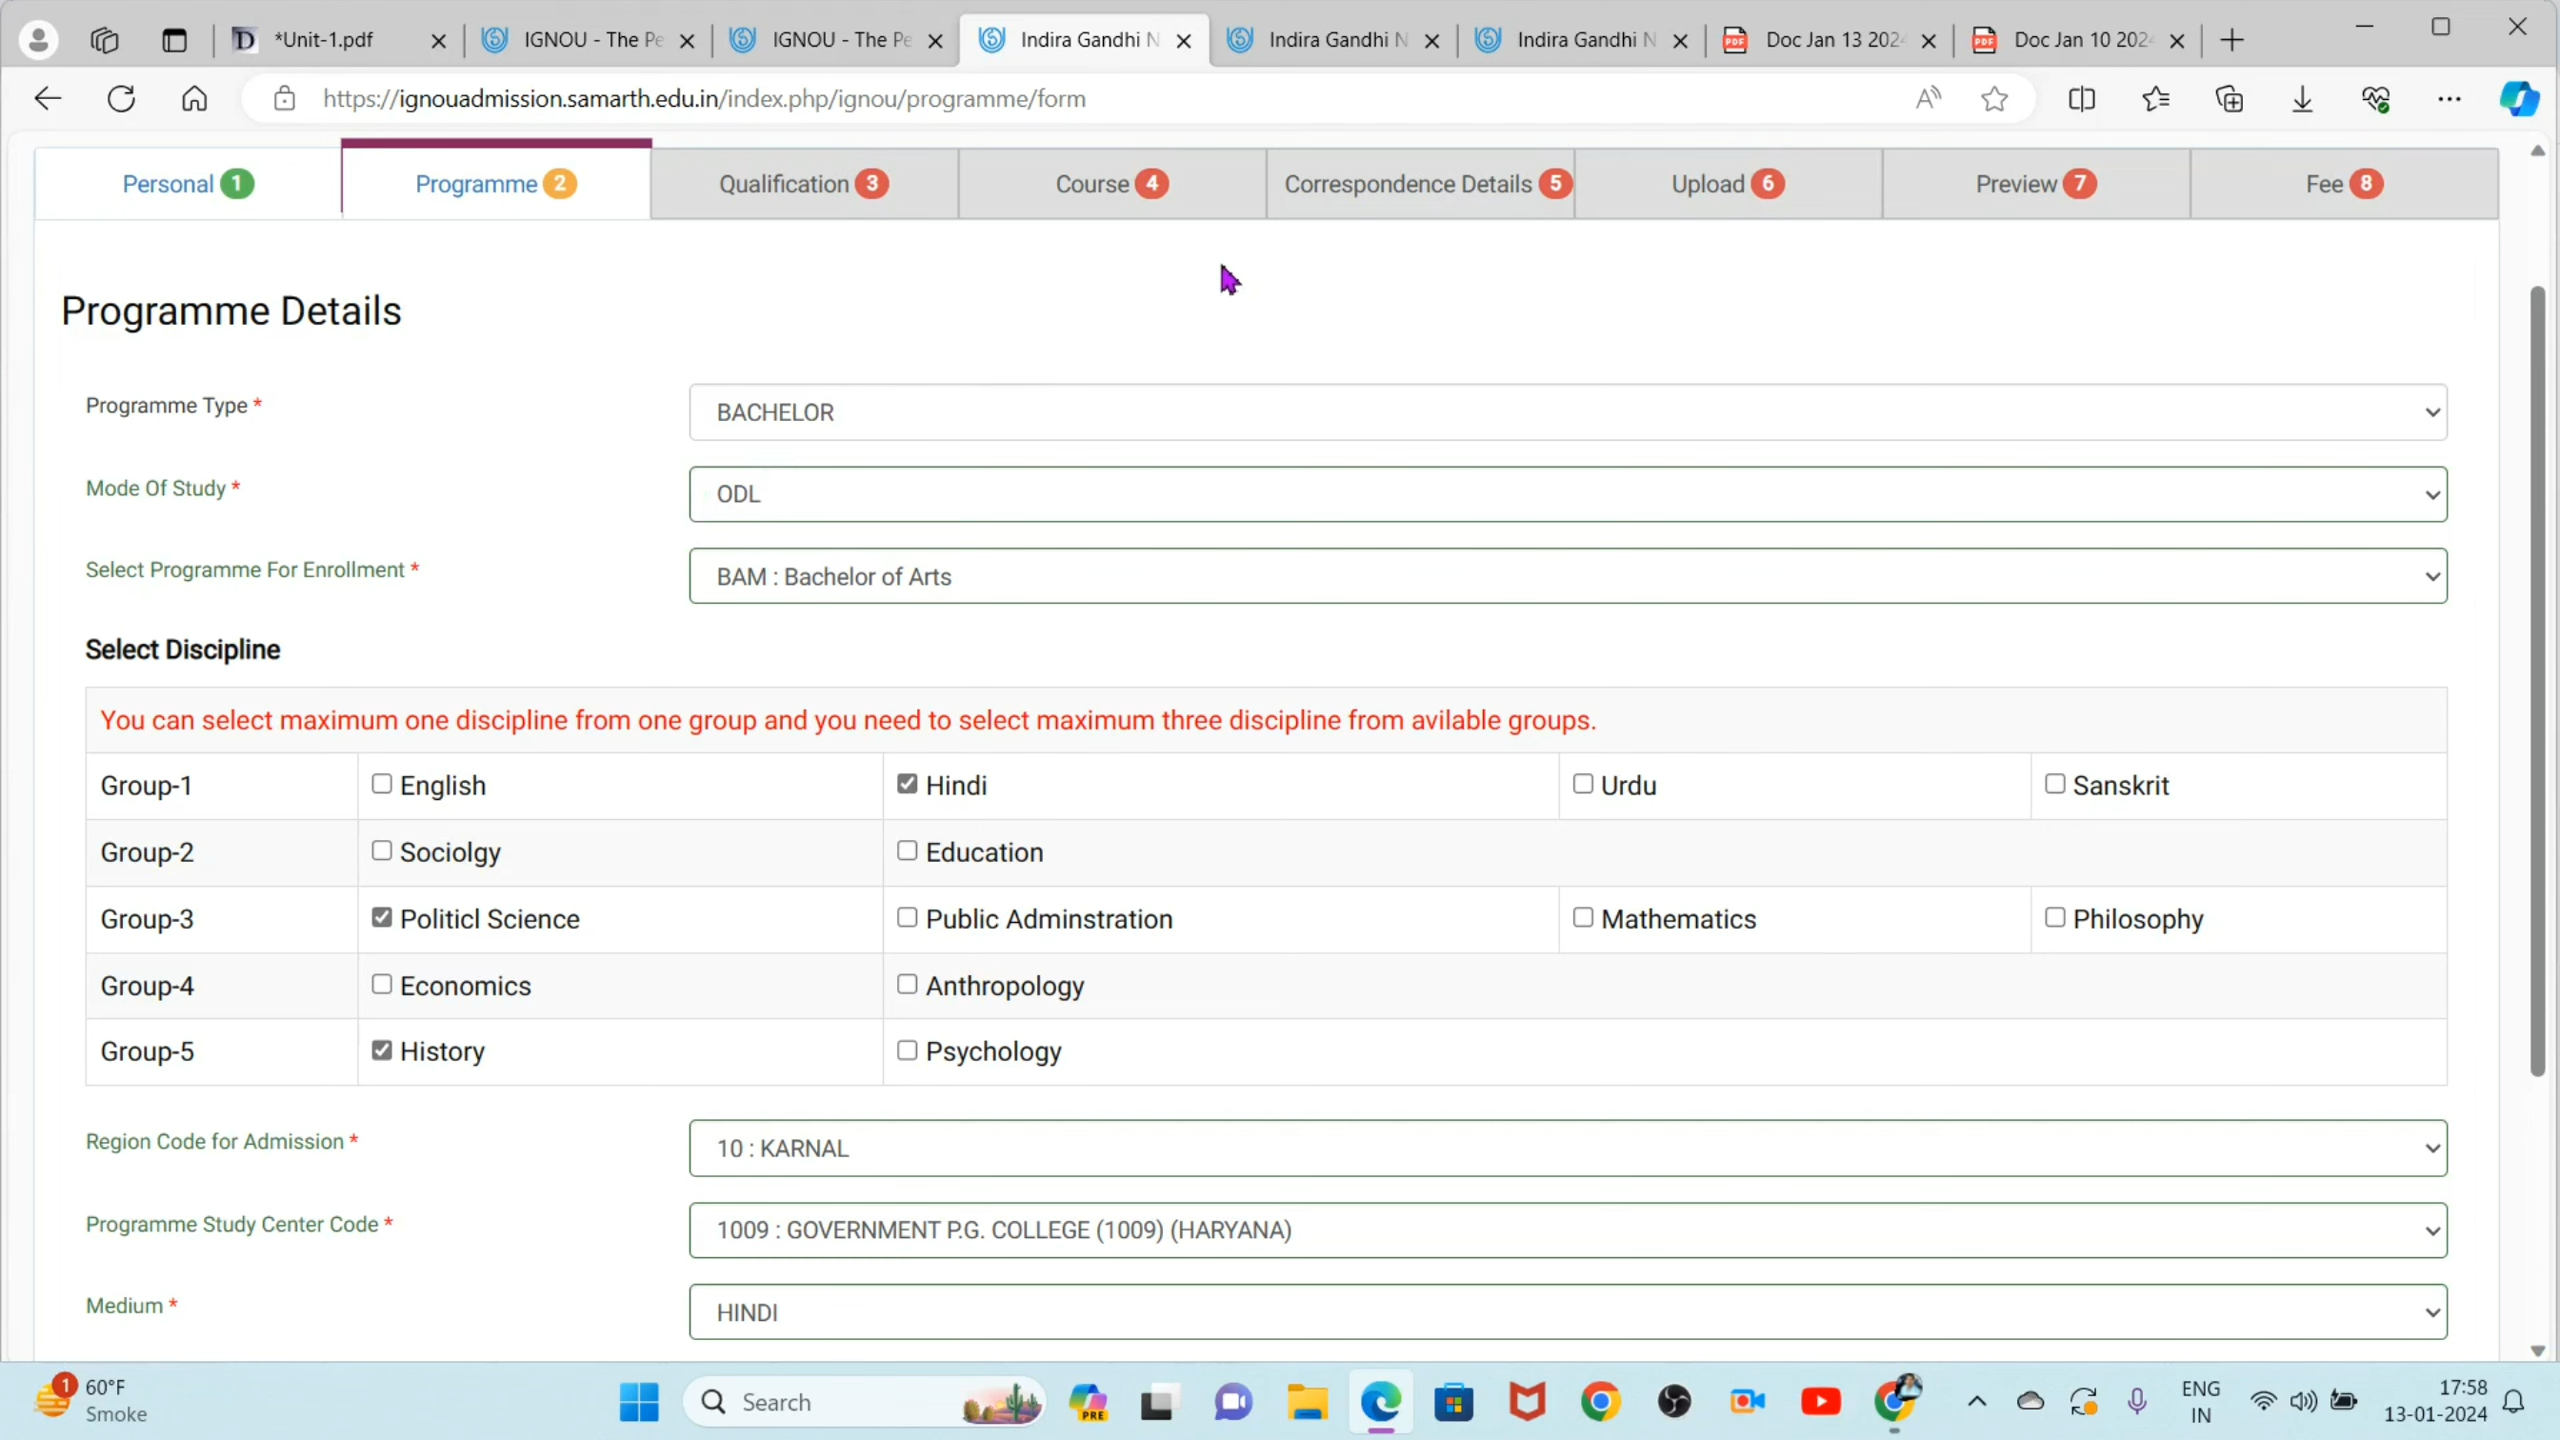 *Unit-1.pdf
IGNOU - The Pe
IGNOU - The Pe
Indira Gandhi N
Indira Gandhi N
Indira Gandhi N
Doc Jan 13 202
Doc Jan 10 202
https://ignouadmission.samarth.edu.in/index.php/ignou/programme/form
Personal 1
Programme 2
Qualification 3
Course 4
Correspondence Details 5
Upload 6
Preview 7
Fee 8
Programme Details
Programme Type * BACHELOR
Mode Of Study * ODL
Select Programme For Enrollment * BAM : Bachelor of Arts
Select Discipline
You can select maximum one discipline from one group and you need to select maximum three discipline from avilable groups.
Group-1 English Hindi Urdu Sanskrit
Group-2 Sociolgy Education
Group-3 Politicl Science Public Adminstration Mathematics Philosophy
Group-4 Economics Anthropology
Group-5 History Psychology
Region Code for Admission * 10 : KARNAL
Programme Study Center Code * 1009 : GOVERNMENT P.G. COLLEGE (1009) (HARYANA)
Medium * HINDI
1
60°F
Smoke
Search
PRE
ENG
IN
17:58
13-01-2024